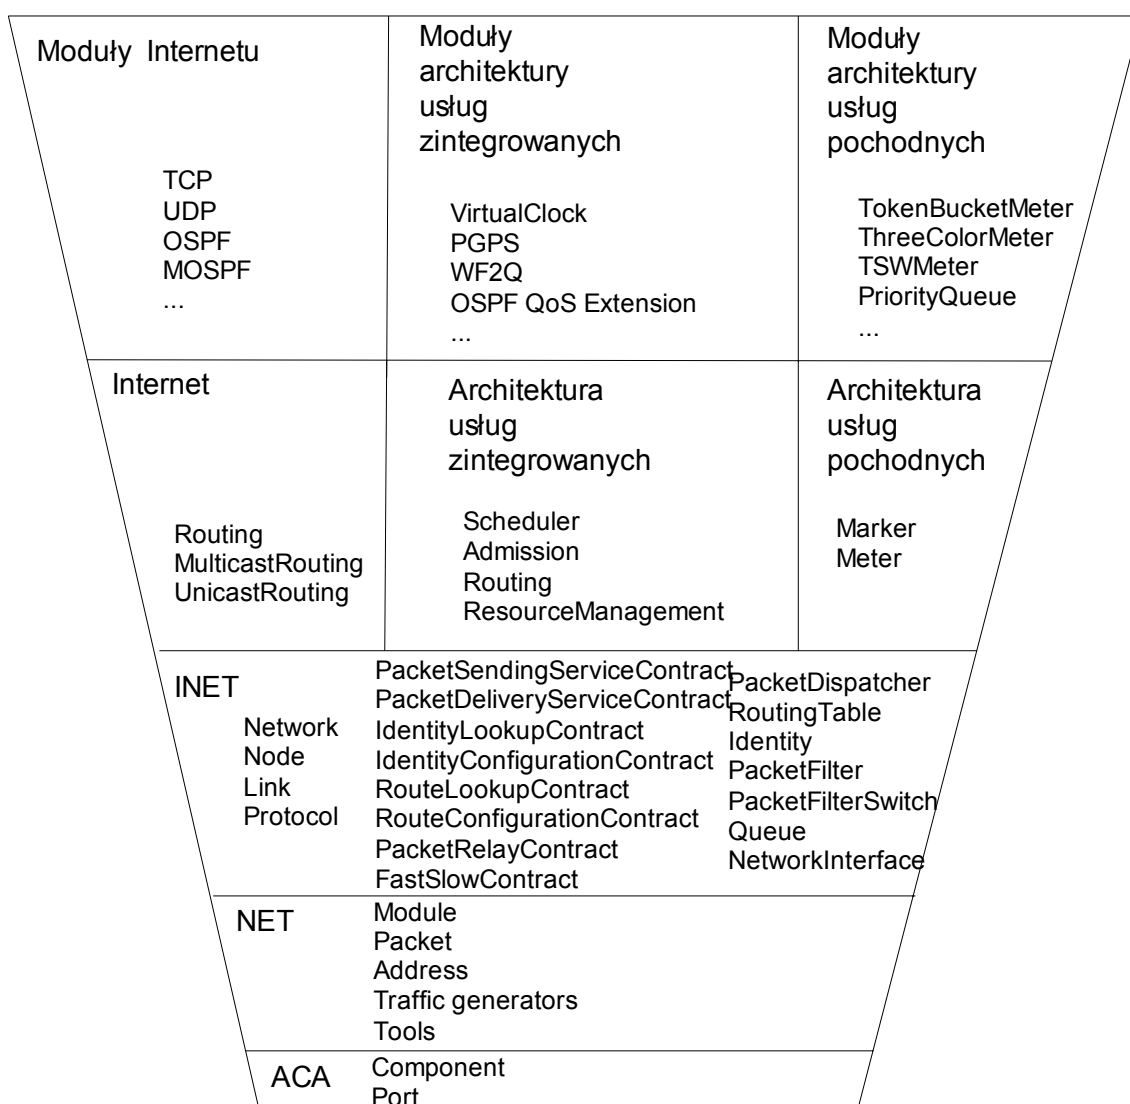 Moduły Internetu
TCP
UDP
OSPF
MOSPF
...
Moduły
architektury
usług
zintegrowanych
VirtualClock
PGPS
WF2Q
OSPF QoS Extension
...
Moduły
architektury
usług
pochodnych
TokenBucketMeter
ThreeColorMeter
TSWMeter
PriorityQueue
...
Internet
Routing
MulticastRouting
UnicastRouting
Architektura
usług
zintegrowanych
Scheduler
Admission
Routing
ResourceManagement
Architektura
usług
pochodnych
Marker
Meter
INET
Network
Node
Link
Protocol
PacketSendingServiceContract
PacketDeliveryServiceContract
IdentityLookupContract
IdentityConfigurationContract
RouteLookupContract
RouteConfigurationContract
PacketRelayContract
FastSlowContract
PacketDispatcher
RoutingTable
Identity
PacketFilter
PacketFilterSwitch
Queue
NetworkInterface
NET
Module
Packet
Address
Traffic generators
Tools
ACA
Component
Port